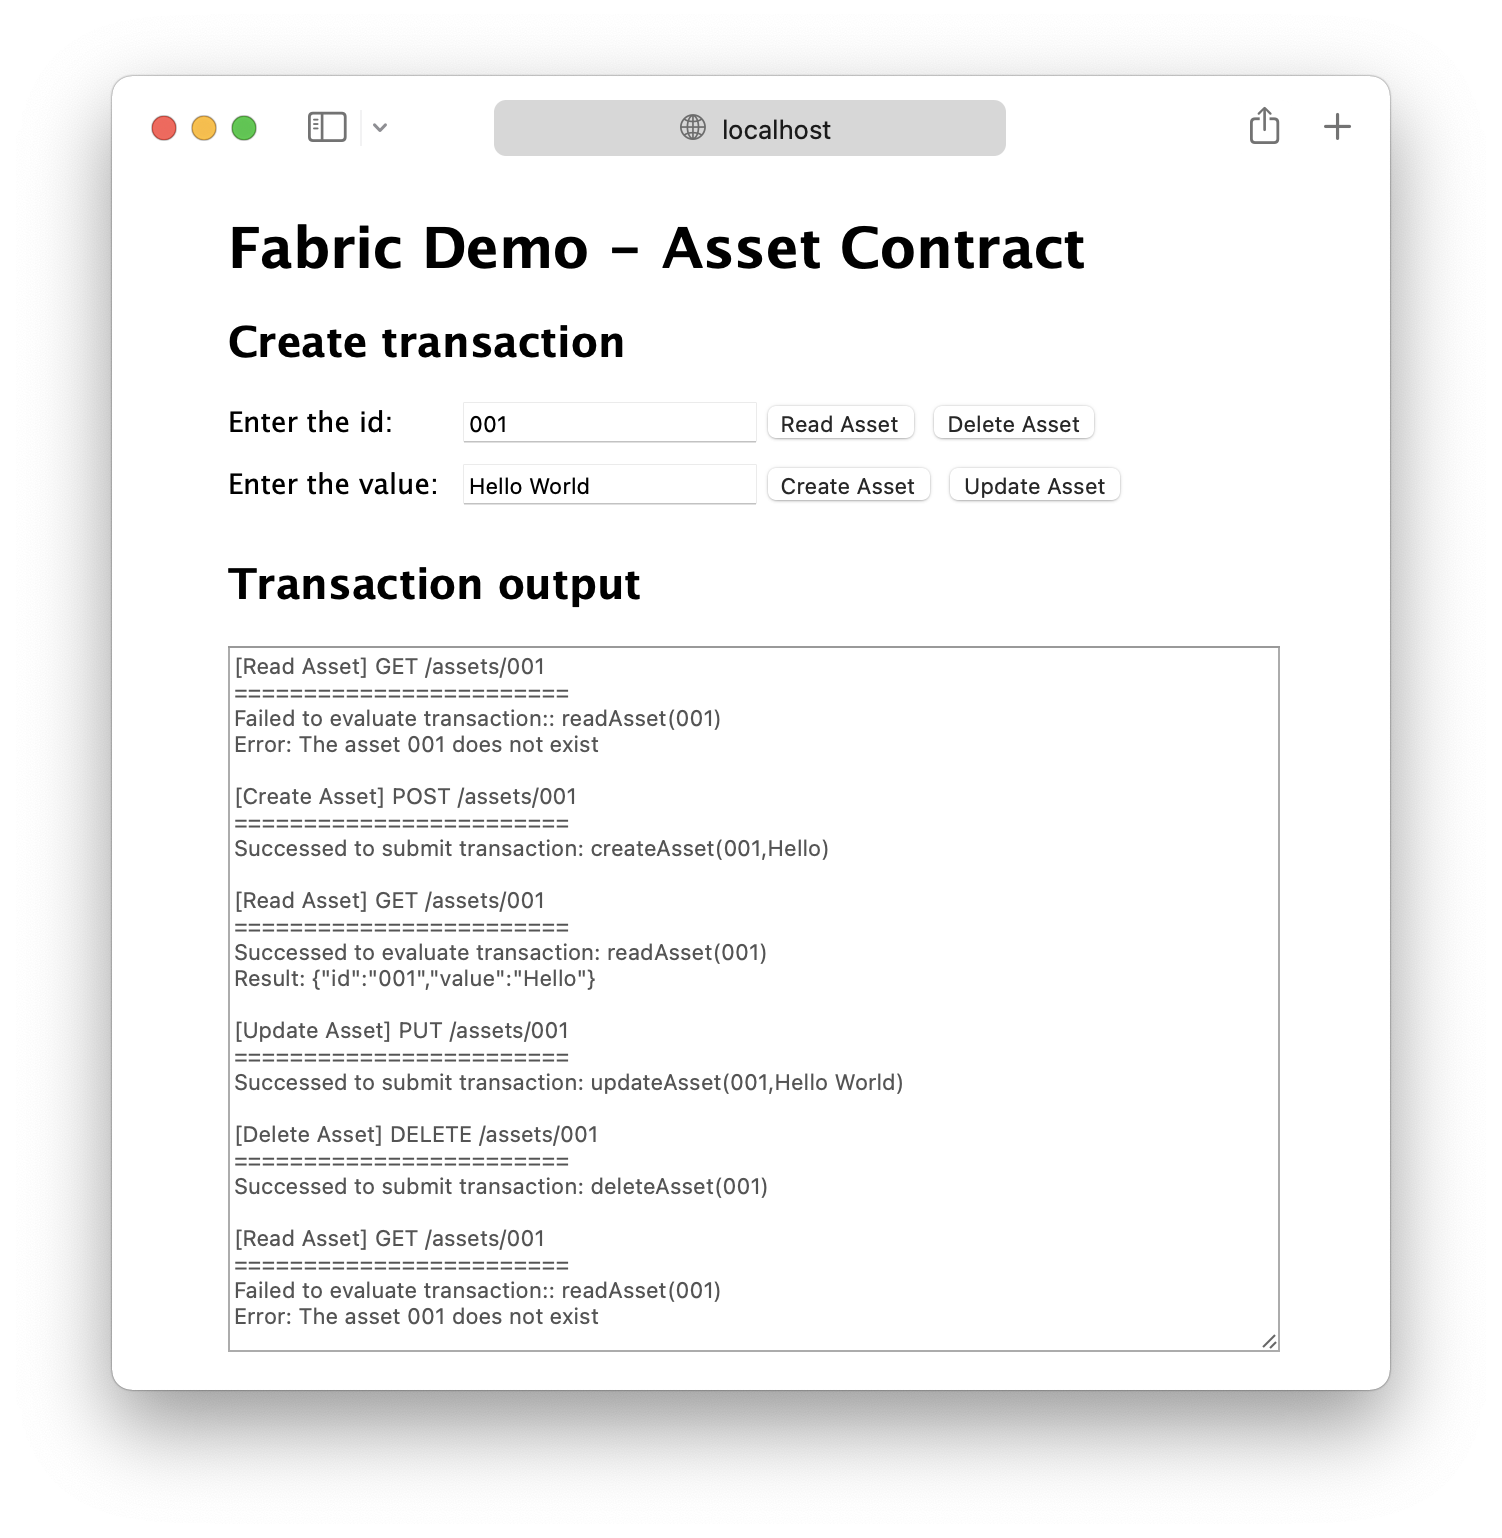 localhost
Fabric Demo - Asset Contract
Create transaction
Enter the id: 001 Read Asset Delete Asset
Enter the value: Hello World Create Asset Update Asset
Transaction output
[Read Asset] GET /assets/001
========================
Failed to evaluate transaction:: readAsset(001)
Error: The asset 001 does not exist
[Create Asset] POST /assets/001
========================
Successed to submit transaction: createAsset(001,Hello)
[Read Asset] GET /assets/001
========================
Successed to evaluate transaction: readAsset(001)
Result: {"id":"001","value":"Hello"}
[Update Asset] PUT /assets/001
========================
Successed to submit transaction: updateAsset(001,Hello World)
[Delete Asset] DELETE /assets/001
========================
Successed to submit transaction: deleteAsset(001)
[Read Asset] GET /assets/001
========================
Failed to evaluate transaction:: readAsset(001)
Error: The asset 001 does not exist